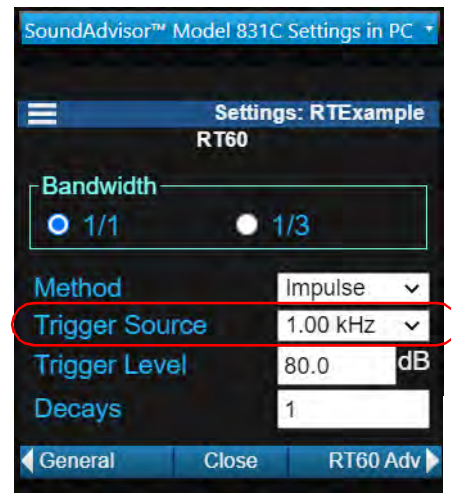 SoundAdvisor™ Model 831C Settings in PC
Settings: RTExample
RT60
Bandwidth
1/1 1/3
Method Impulse
Trigger Source 1.00 kHz
Trigger Level 80.0 dB
Decays 1
General Close RT60 Adv